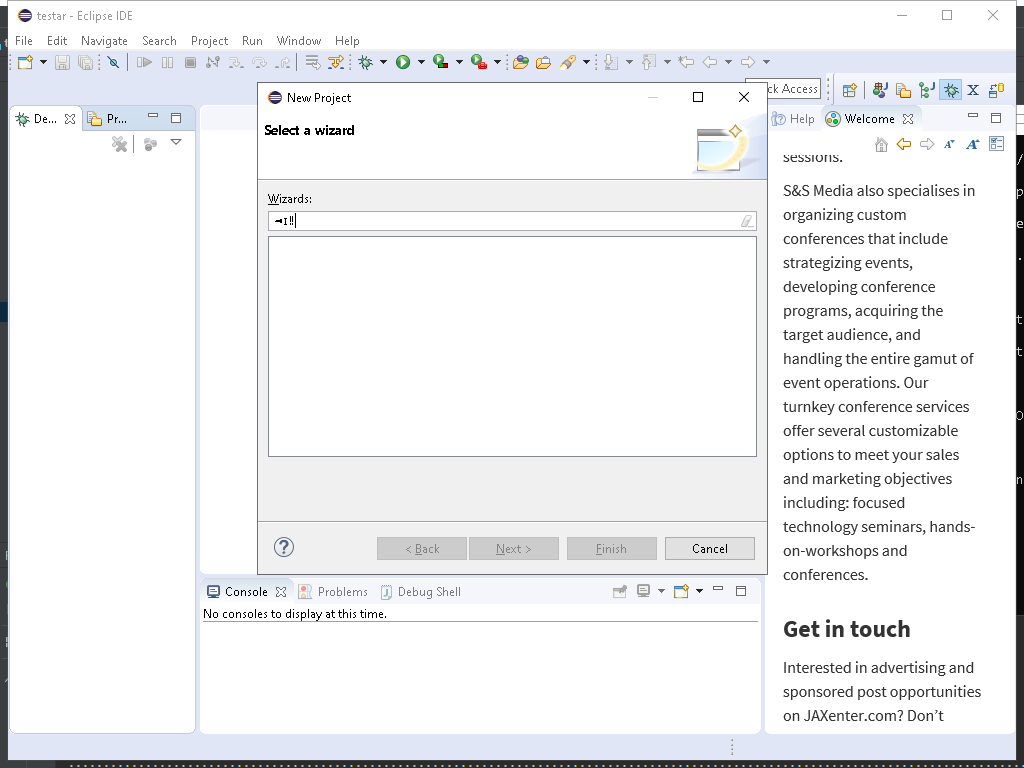 testar - Eclipse IDE
File Edit Navigate Search Project Run Window Help
ck Access
De... Pr...
New Project
Select a wizard
Wizards:
Help Welcome
sessions.
S&S Media also specialises in
organizing custom
conferences that include
strategizing events,
developing conference
programs, acquiring the
target audience, and
handling the entire gamut of
event operations. Our
turnkey conference services
offer several customizable
options to meet your sales
and marketing objectives
including: focused
technology seminars, hands-
on-workshops and
conferences.
Get in touch
Interested in advertising and
sponsored post opportunities
on JAXenter.com? Don’t
< Back Next > Finish Cancel
Console Problems Debug Shell
No consoles to display at this time.